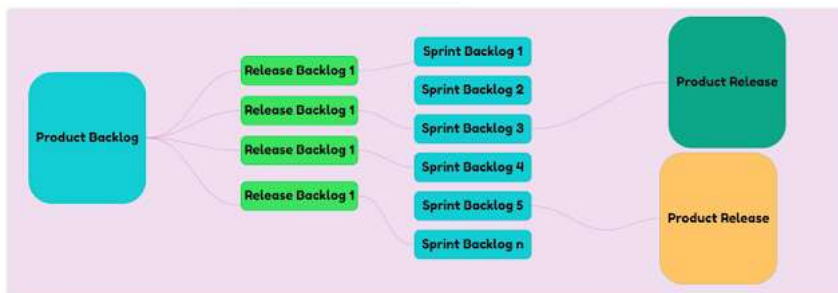 Product Backlog
Release Backlog 1
Release Backlog 1
Release Backlog 1
Release Backlog 1
Sprint Backlog 1
Sprint Backlog 2
Sprint Backlog 3
Sprint Backlog 4
Sprint Backlog 5
Sprint Backlog n
Product Release
Product Release